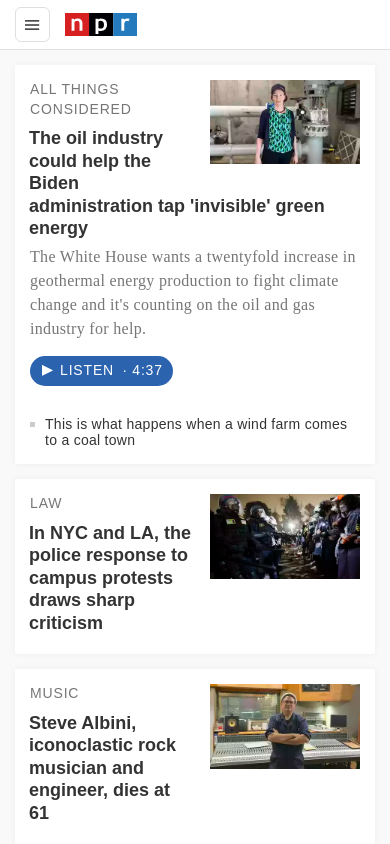 npr
ALL THINGS
CONSIDERED
The oil industry
could help the
Biden
administration tap 'invisible' green
energy
The White House wants a twentyfold increase in
geothermal energy production to fight climate
change and it's counting on the oil and gas
industry for help.
LISTEN · 4:37
This is what happens when a wind farm comes
to a coal town
LAW
In NYC and LA, the
police response to
campus protests
draws sharp
criticism
MUSIC
Steve Albini,
iconoclastic rock
musician and
engineer, dies at
61